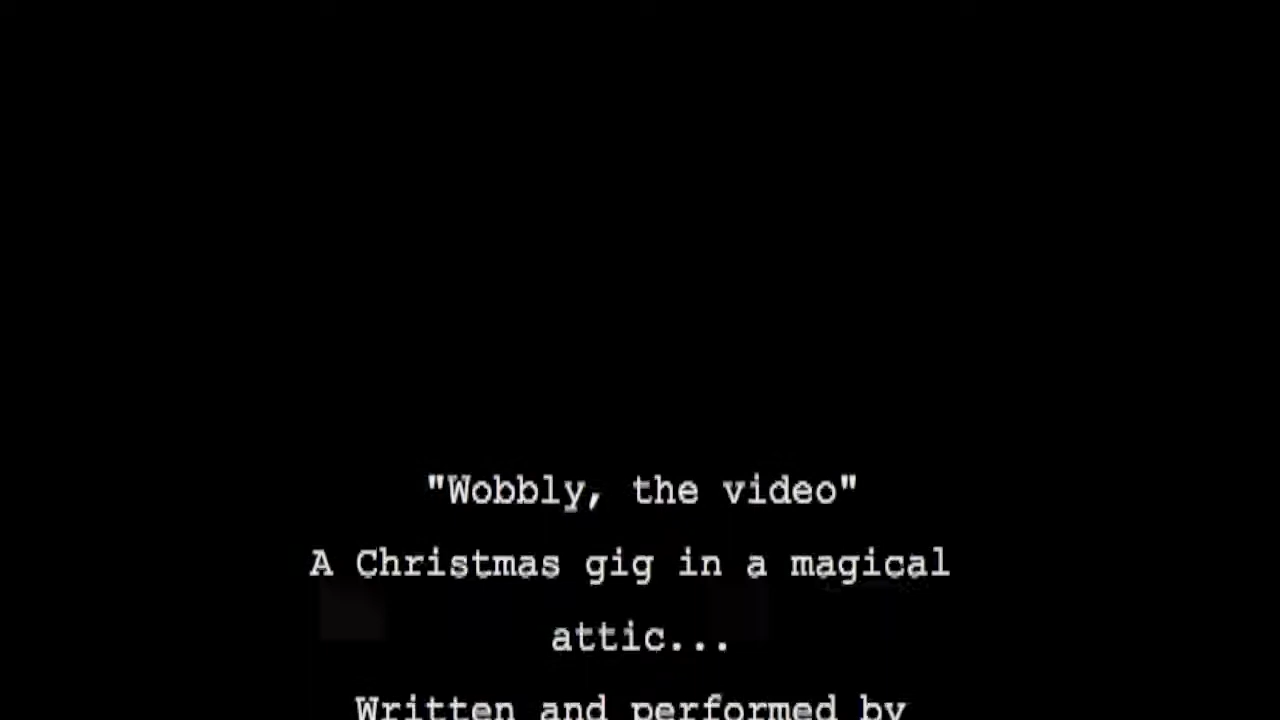 "Wobbly, the video"
A Christmas gig in a magical
attic...
Written and performed by